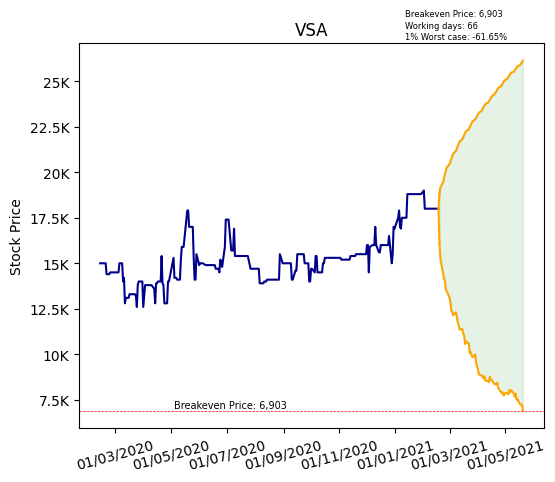 Breakeven Price: 6,903
Working days: 66
1% Worst case: -61.65%
VSA
Stock Price
25K
22.5K
20K
17.5K
15K
12.5K
10K
7.5K
Breakeven Price: 6,903
01/03/2020
01/05/2020
01/07/2020
01/09/2020
01/11/2020
01/01/2021
01/03/2021
01/05/2021